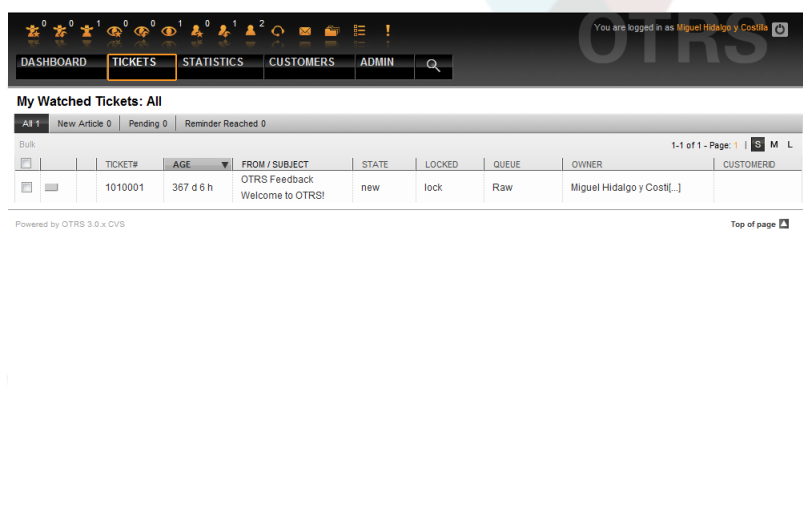 0 0 1 0 0 1 0 1 2
You are logged in as Miguel Hidalgo y Costilla
OTRS
DASHBOARD TICKETS STATISTICS CUSTOMERS ADMIN
My Watched Tickets: All
All 1 New Article 0 Pending 0 Reminder Reached 0
Bulk 1-1 of 1 - Page: 1 | S M L
TICKET# AGE FROM / SUBJECT STATE LOCKED QUEUE OWNER CUSTOMERID
1010001 367 d 6 h OTRS Feedback new lock Raw Miguel Hidalgo y Costi[...]
Welcome to OTRS!
Powered by OTRS 3.0.x CVS Top of page